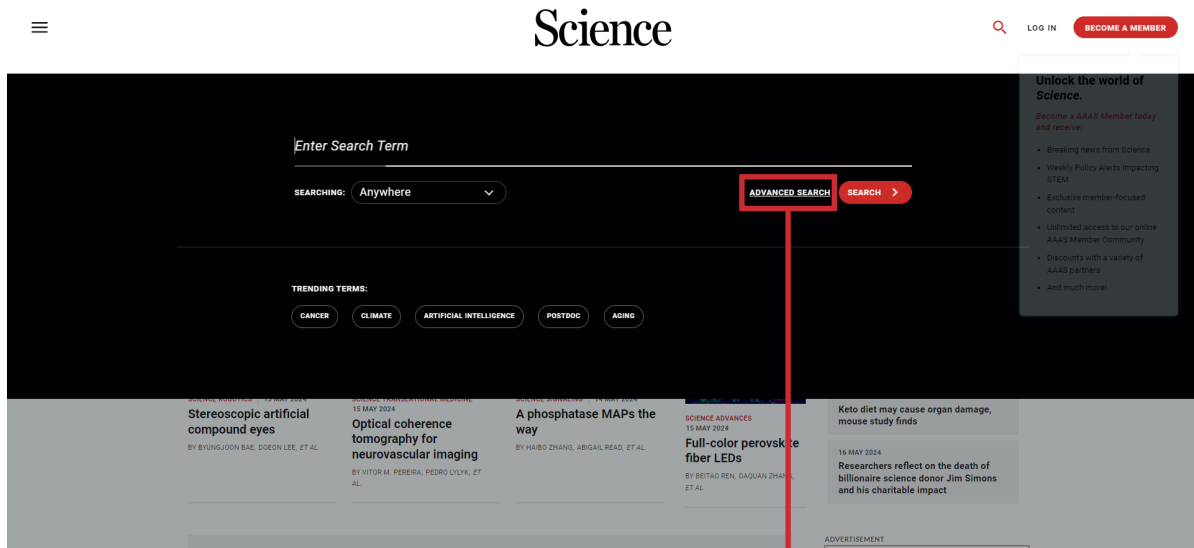 Science
LOG IN
BECOME A MEMBER
Unlock the world of
Science.
Become a AAAS Member today
and receive:
• Breaking news from Science
• Weekly Policy Alerts impacting
STEM
• Exclusive member-focused
content
• Unlimited access to our online
AAAS Member Community
• Discounts with a variety of
AAAS partners
• And much more!
Enter Search Term
SEARCHING:
Anywhere
ADVANCED SEARCH
SEARCH
TRENDING TERMS:
CANCER
CLIMATE
ARTIFICIAL INTELLIGENCE
POSTDOC
AGING
SCIENCE ROBOTICS 15 MAY 2024
Stereoscopic artificial
compound eyes
BY BYUNGJOON BAE, DOEON LEE, ET AL.
SCIENCE TRANSLATIONAL MEDICINE
15 MAY 2024
Optical coherence
tomography for
neurovascular imaging
BY VITOR M. PEREIRA, PEDRO LYLYK, ET
AL.
SCIENCE SIGNALING 14 MAY 2024
A phosphatase MAPs the
way
BY HAIBO ZHANG, ABIGAIL READ, ET AL.
SCIENCE ADVANCES
15 MAY 2024
Full-color perovskite
fiber LEDs
BY BEITAO REN, DAQUAN ZHANG,
ET AL.
Keto diet may cause organ damage,
mouse study finds
16 MAY 2024
Researchers reflect on the death of
billionaire science donor Jim Simons
and his charitable impact
ADVERTISEMENT